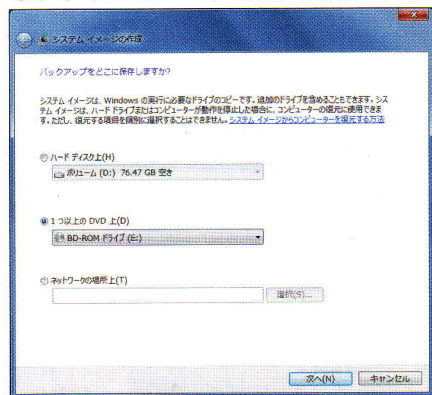 システム イメージの作成
バックアップをどこに保存しますか?
システム イメージは、Windows の実行に必要なドライブのコピーです。追加のドライブを含めることもできます。シス
テム イメージは、ハード ドライブまたはコンピューターが動作を停止した場合に、コンピューターの復元に使用できま
す。ただし、復元する項目を個別に選択することはできません。システム イメージからコンピューターを復元する方法
ハード ディスク上(H)
ボリューム (D:) 76.47 GB 空き
1 つ以上の DVD 上(D)
BD-ROM ドライブ (E:)
ネットワークの場所上(T)
選択(S)...
次へ(N) キャンセル